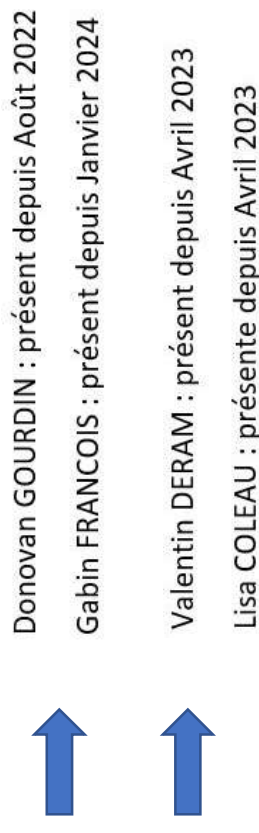 Donovan GOURDIN : présent depuis Août 2022
Gabin FRANCOIS : présent depuis Janvier 2024
Valentin DERAM : présent depuis Avril 2023
Lisa COLEAU : présente depuis Avril 2023